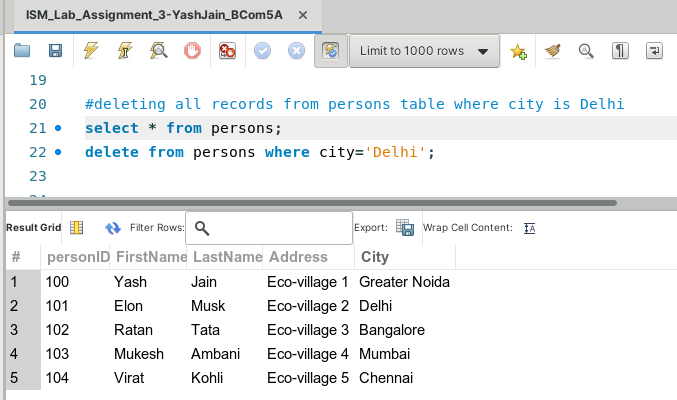 ISM_Lab_Assignment_3-YashJain_BCom5A ×
Limit to 1000 rows
19
20 #deleting all records from persons table where city is Delhi
21 select * from persons;
22 delete from persons where city='Delhi';
23
Result Grid Filter Rows: Export: Wrap Cell Content:
# personID FirstName LastName Address City
1 100 Yash Jain Eco-village 1 Greater Noida
2 101 Elon Musk Eco-village 2 Delhi
3 102 Ratan Tata Eco-village 3 Bangalore
4 103 Mukesh Ambani Eco-village 4 Mumbai
5 104 Virat Kohli Eco-village 5 Chennai